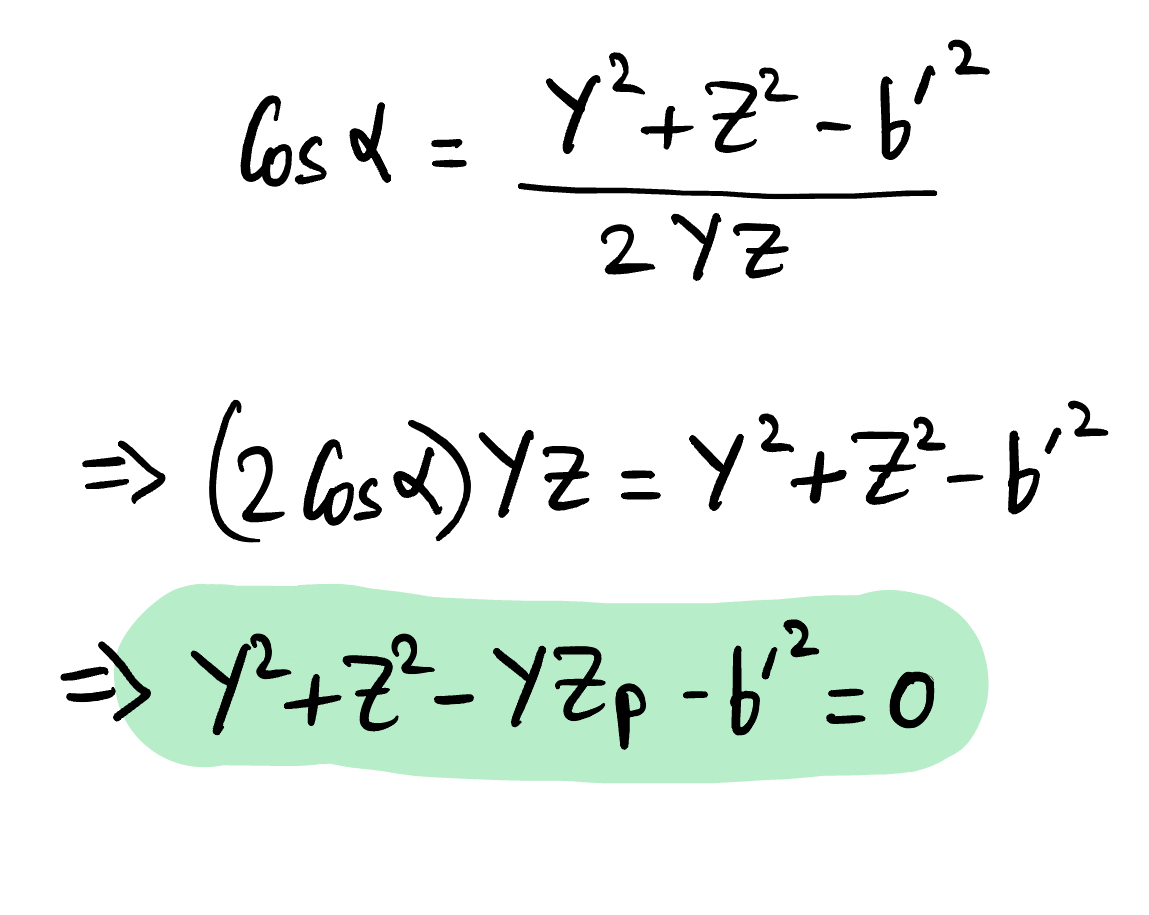 Cos α = (Y² + Z² - b'²) / (2YZ)
⇒ (2 Cos α) YZ = Y² + Z² - b'²
⇒ Y² + Z² - YZp - b'² = 0